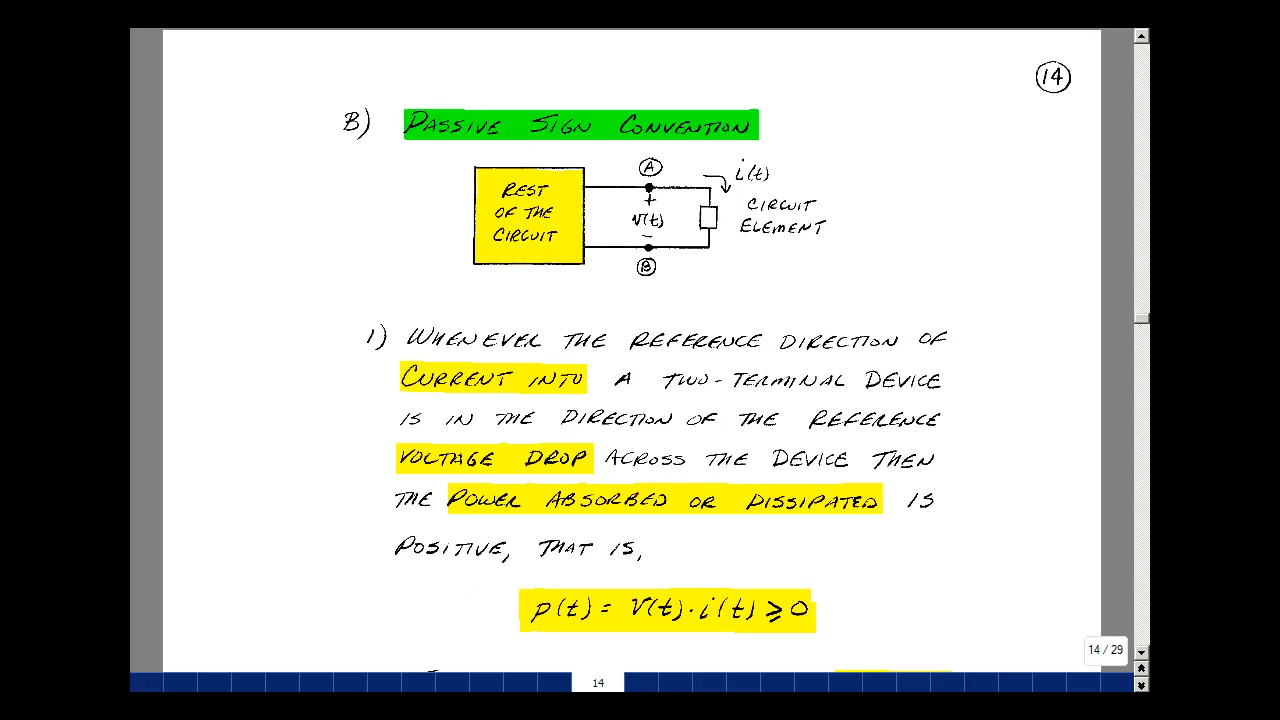 14
B) PASSIVE SIGN CONVENTION
A
i(t)
REST
OF THE
CIRCUIT
+
v(t)
-
CIRCUIT
ELEMENT
B
1) WHENEVER THE REFERENCE DIRECTION OF
CURRENT INTO A TWO-TERMINAL DEVICE
IS IN THE DIRECTION OF THE REFERENCE
VOLTAGE DROP ACROSS THE DEVICE THEN
THE POWER ABSORBED OR DISSIPATED IS
POSITIVE, THAT IS,
p(t) = v(t) · i(t) ≥ 0
14 / 29
14